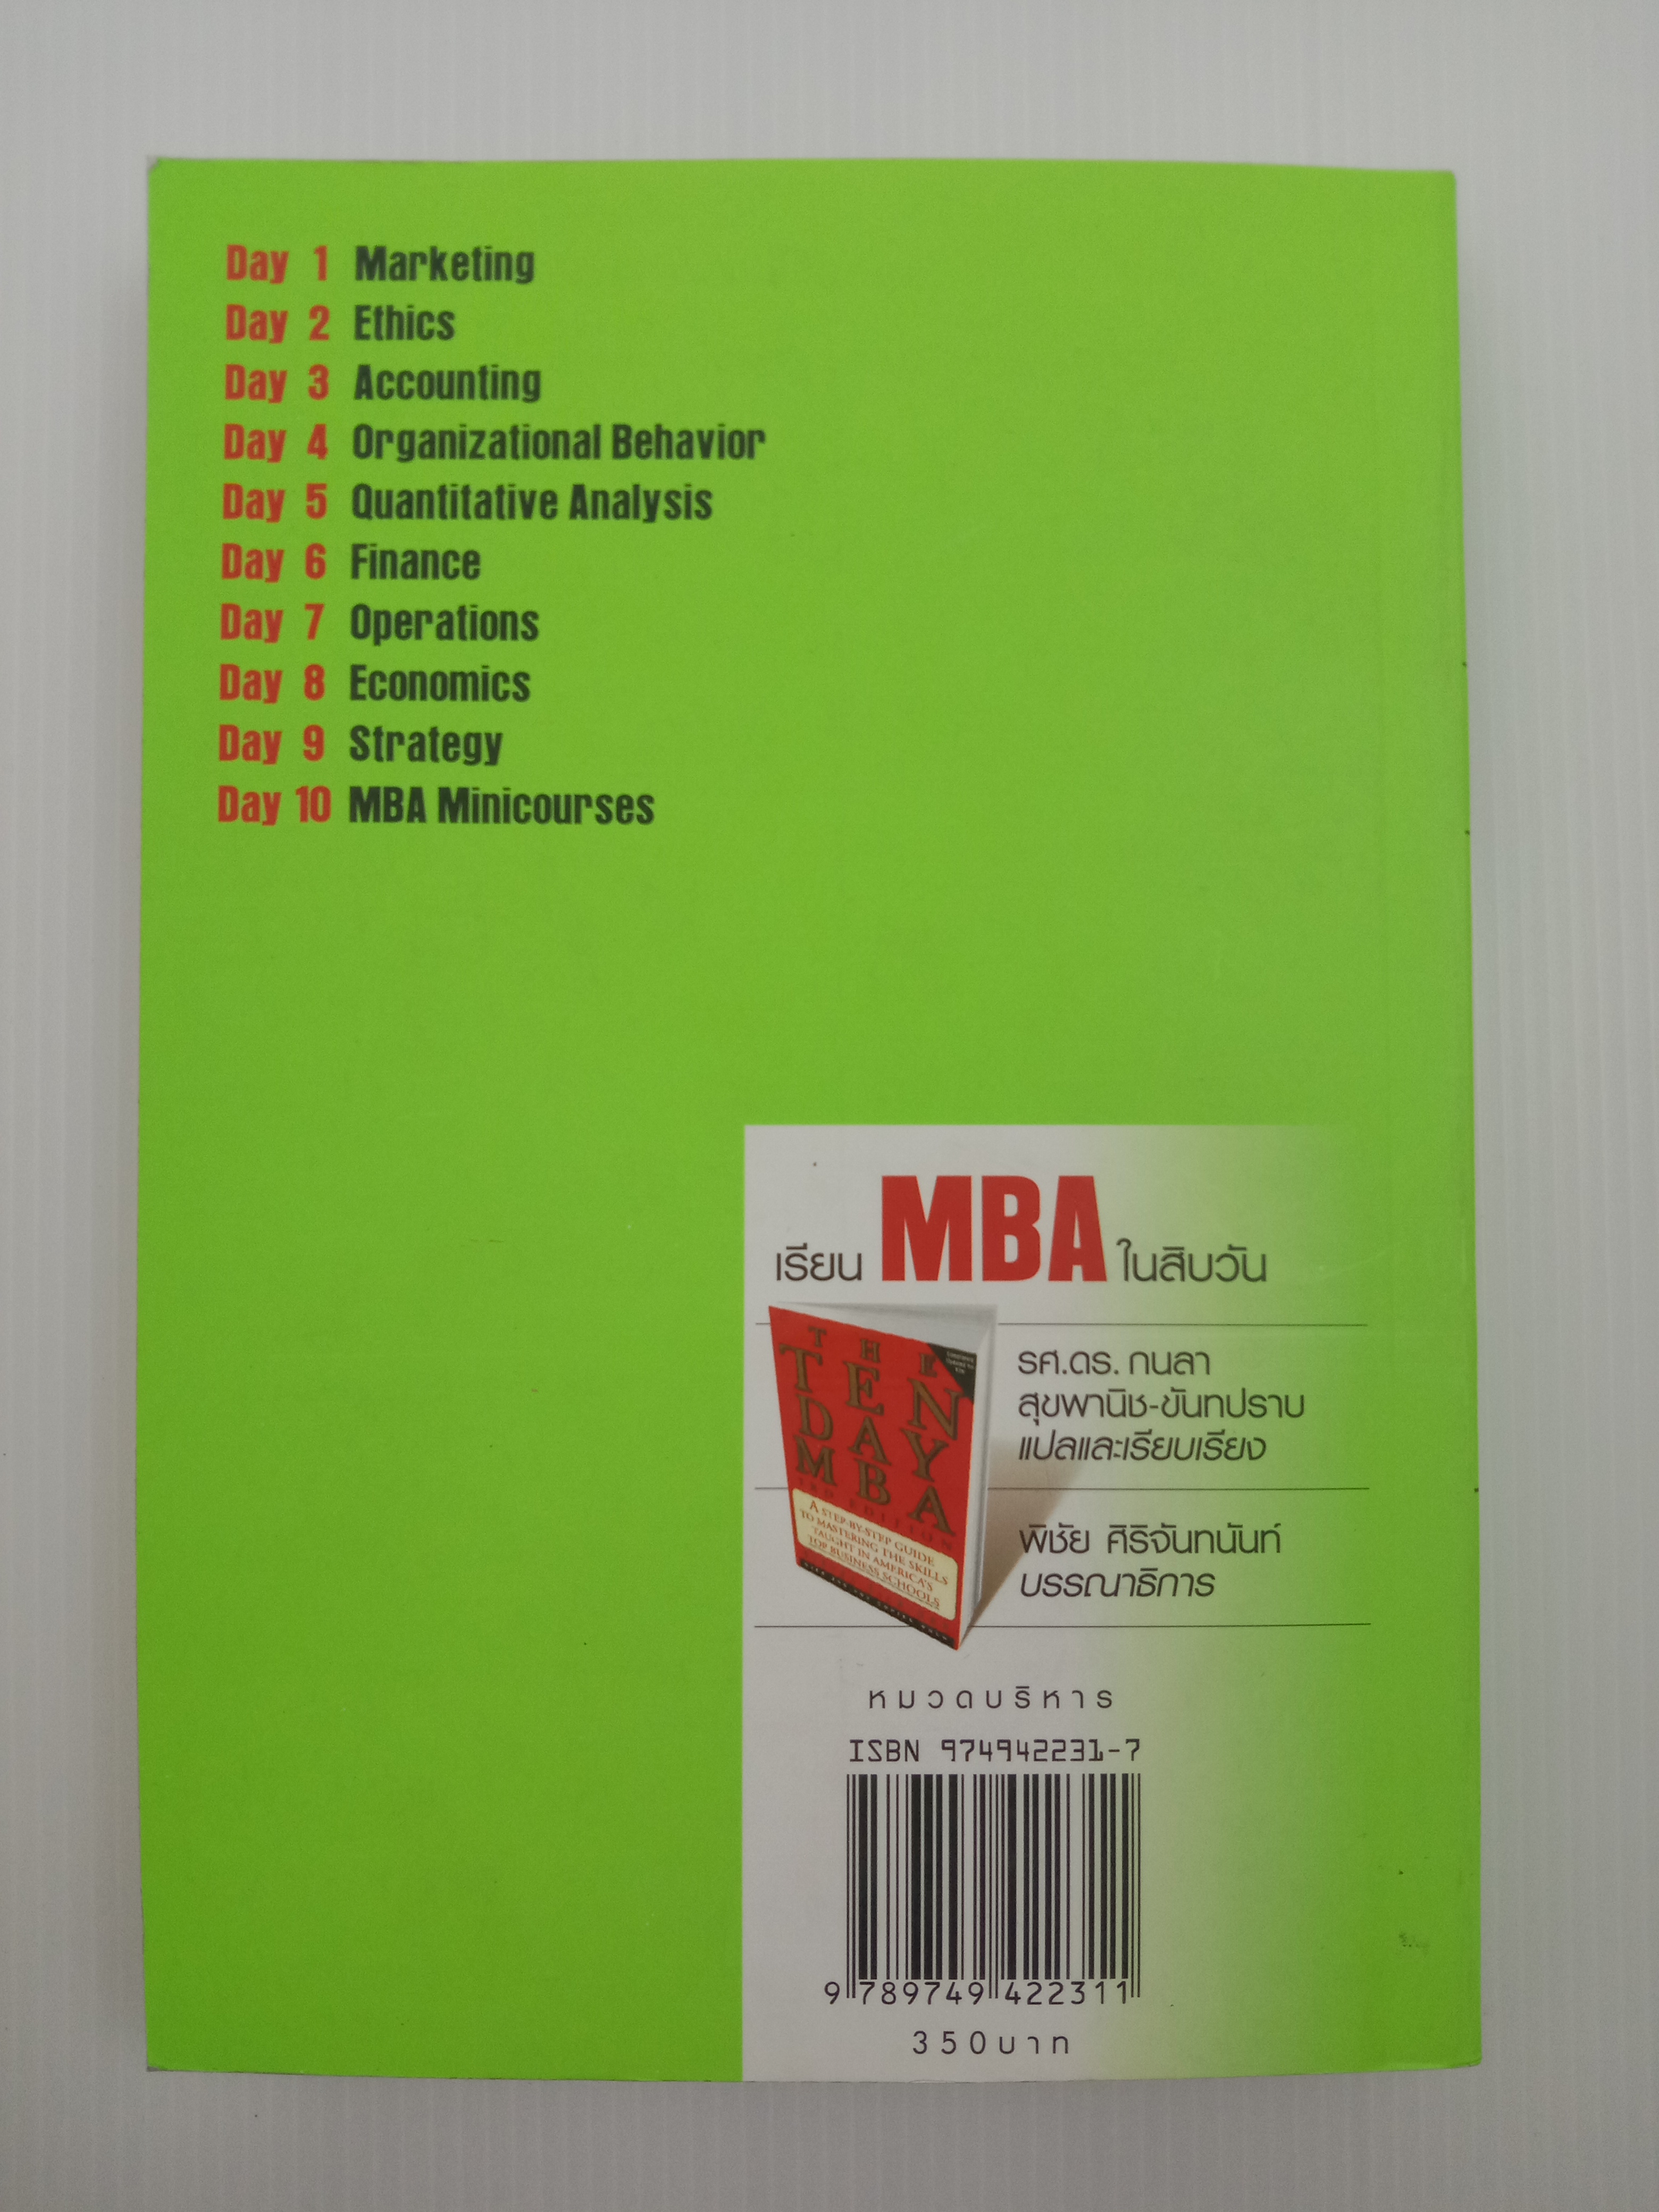 Day 1 Marketing
Day 2 Ethics
Day 3 Accounting
Day 4 Organizational Behavior
Day 5 Quantitative Analysis
Day 6 Finance
Day 7 Operations
Day 8 Economics
Day 9 Strategy
Day 10 MBA Minicourses
เรียน MBA ในสิบวัน
THE
TEN
DAY
MBA
3RD EDITION
A STEP-BY-STEP GUIDE
TO MASTERING THE SKILLS
TAUGHT IN AMERICA'S
TOP BUSINESS SCHOOLS
รศ.ดร. กนลา
สุขพานิช-ขันทปราบ
แปลและเรียบเรียง
พิชัย ศิริจันทนันท์
บรรณาธิการ
หมวดบริหาร
ISBN 974942231-7
9 789749 422311
350บาท